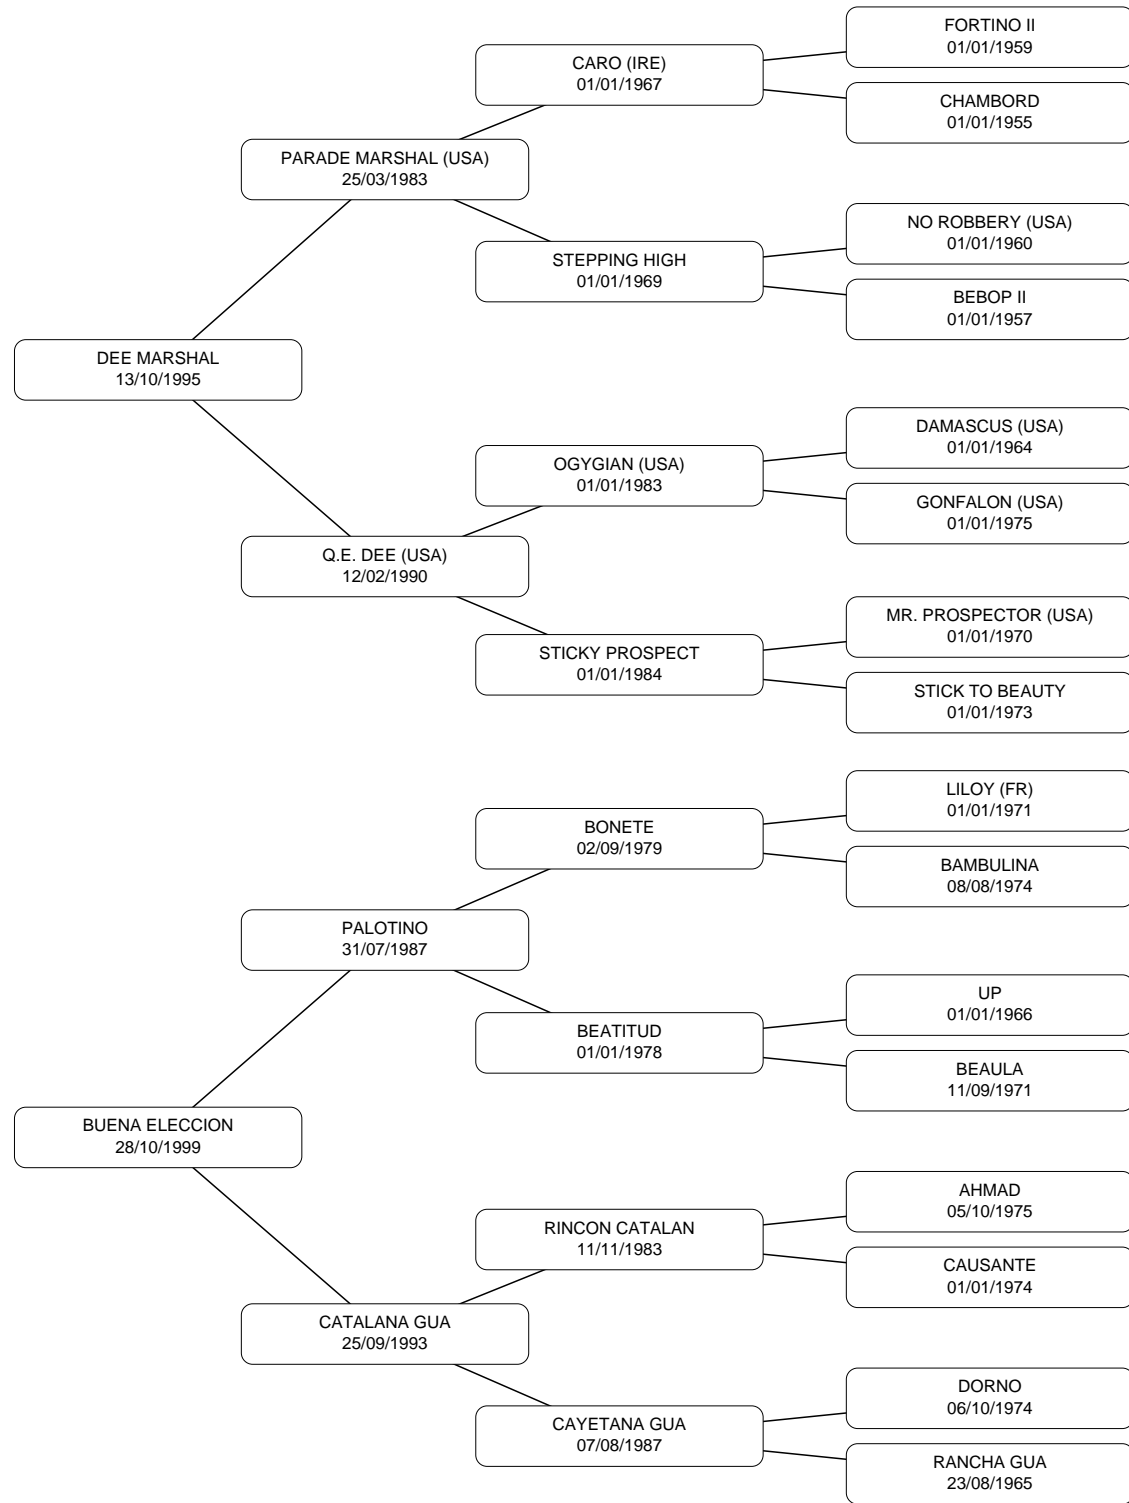 FORTINO II
01/01/1959
CARO (IRE)
01/01/1967
CHAMBORD
01/01/1955
PARADE MARSHAL (USA)
25/03/1983
NO ROBBERY (USA)
01/01/1960
STEPPING HIGH
01/01/1969
BEBOP II
01/01/1957
DEE MARSHAL
13/10/1995
DAMASCUS (USA)
01/01/1964
OGYGIAN (USA)
01/01/1983
GONFALON (USA)
01/01/1975
Q.E. DEE (USA)
12/02/1990
MR. PROSPECTOR (USA)
01/01/1970
STICKY PROSPECT
01/01/1984
STICK TO BEAUTY
01/01/1973
LILOY (FR)
01/01/1971
BONETE
02/09/1979
BAMBULINA
08/08/1974
PALOTINO
31/07/1987
UP
01/01/1966
BEATITUD
01/01/1978
BEAULA
11/09/1971
BUENA ELECCION
28/10/1999
AHMAD
05/10/1975
RINCON CATALAN
11/11/1983
CAUSANTE
01/01/1974
CATALANA GUA
25/09/1993
DORNO
06/10/1974
CAYETANA GUA
07/08/1987
RANCHA GUA
23/08/1965